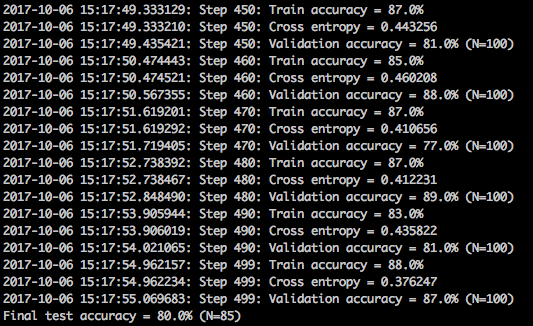 2017-10-06 15:17:49.333129: Step 450: Train accuracy = 87.0%
2017-10-06 15:17:49.333210: Step 450: Cross entropy = 0.443256
2017-10-06 15:17:49.435421: Step 450: Validation accuracy = 81.0% (N=100)
2017-10-06 15:17:50.474443: Step 460: Train accuracy = 85.0%
2017-10-06 15:17:50.474521: Step 460: Cross entropy = 0.460208
2017-10-06 15:17:50.567355: Step 460: Validation accuracy = 88.0% (N=100)
2017-10-06 15:17:51.619201: Step 470: Train accuracy = 87.0%
2017-10-06 15:17:51.619292: Step 470: Cross entropy = 0.410656
2017-10-06 15:17:51.719405: Step 470: Validation accuracy = 77.0% (N=100)
2017-10-06 15:17:52.738392: Step 480: Train accuracy = 87.0%
2017-10-06 15:17:52.738467: Step 480: Cross entropy = 0.412231
2017-10-06 15:17:52.848490: Step 480: Validation accuracy = 89.0% (N=100)
2017-10-06 15:17:53.905944: Step 490: Train accuracy = 83.0%
2017-10-06 15:17:53.906019: Step 490: Cross entropy = 0.435822
2017-10-06 15:17:54.021065: Step 490: Validation accuracy = 81.0% (N=100)
2017-10-06 15:17:54.962157: Step 499: Train accuracy = 88.0%
2017-10-06 15:17:54.962234: Step 499: Cross entropy = 0.376247
2017-10-06 15:17:55.069683: Step 499: Validation accuracy = 87.0% (N=100)
Final test accuracy = 80.0% (N=85)